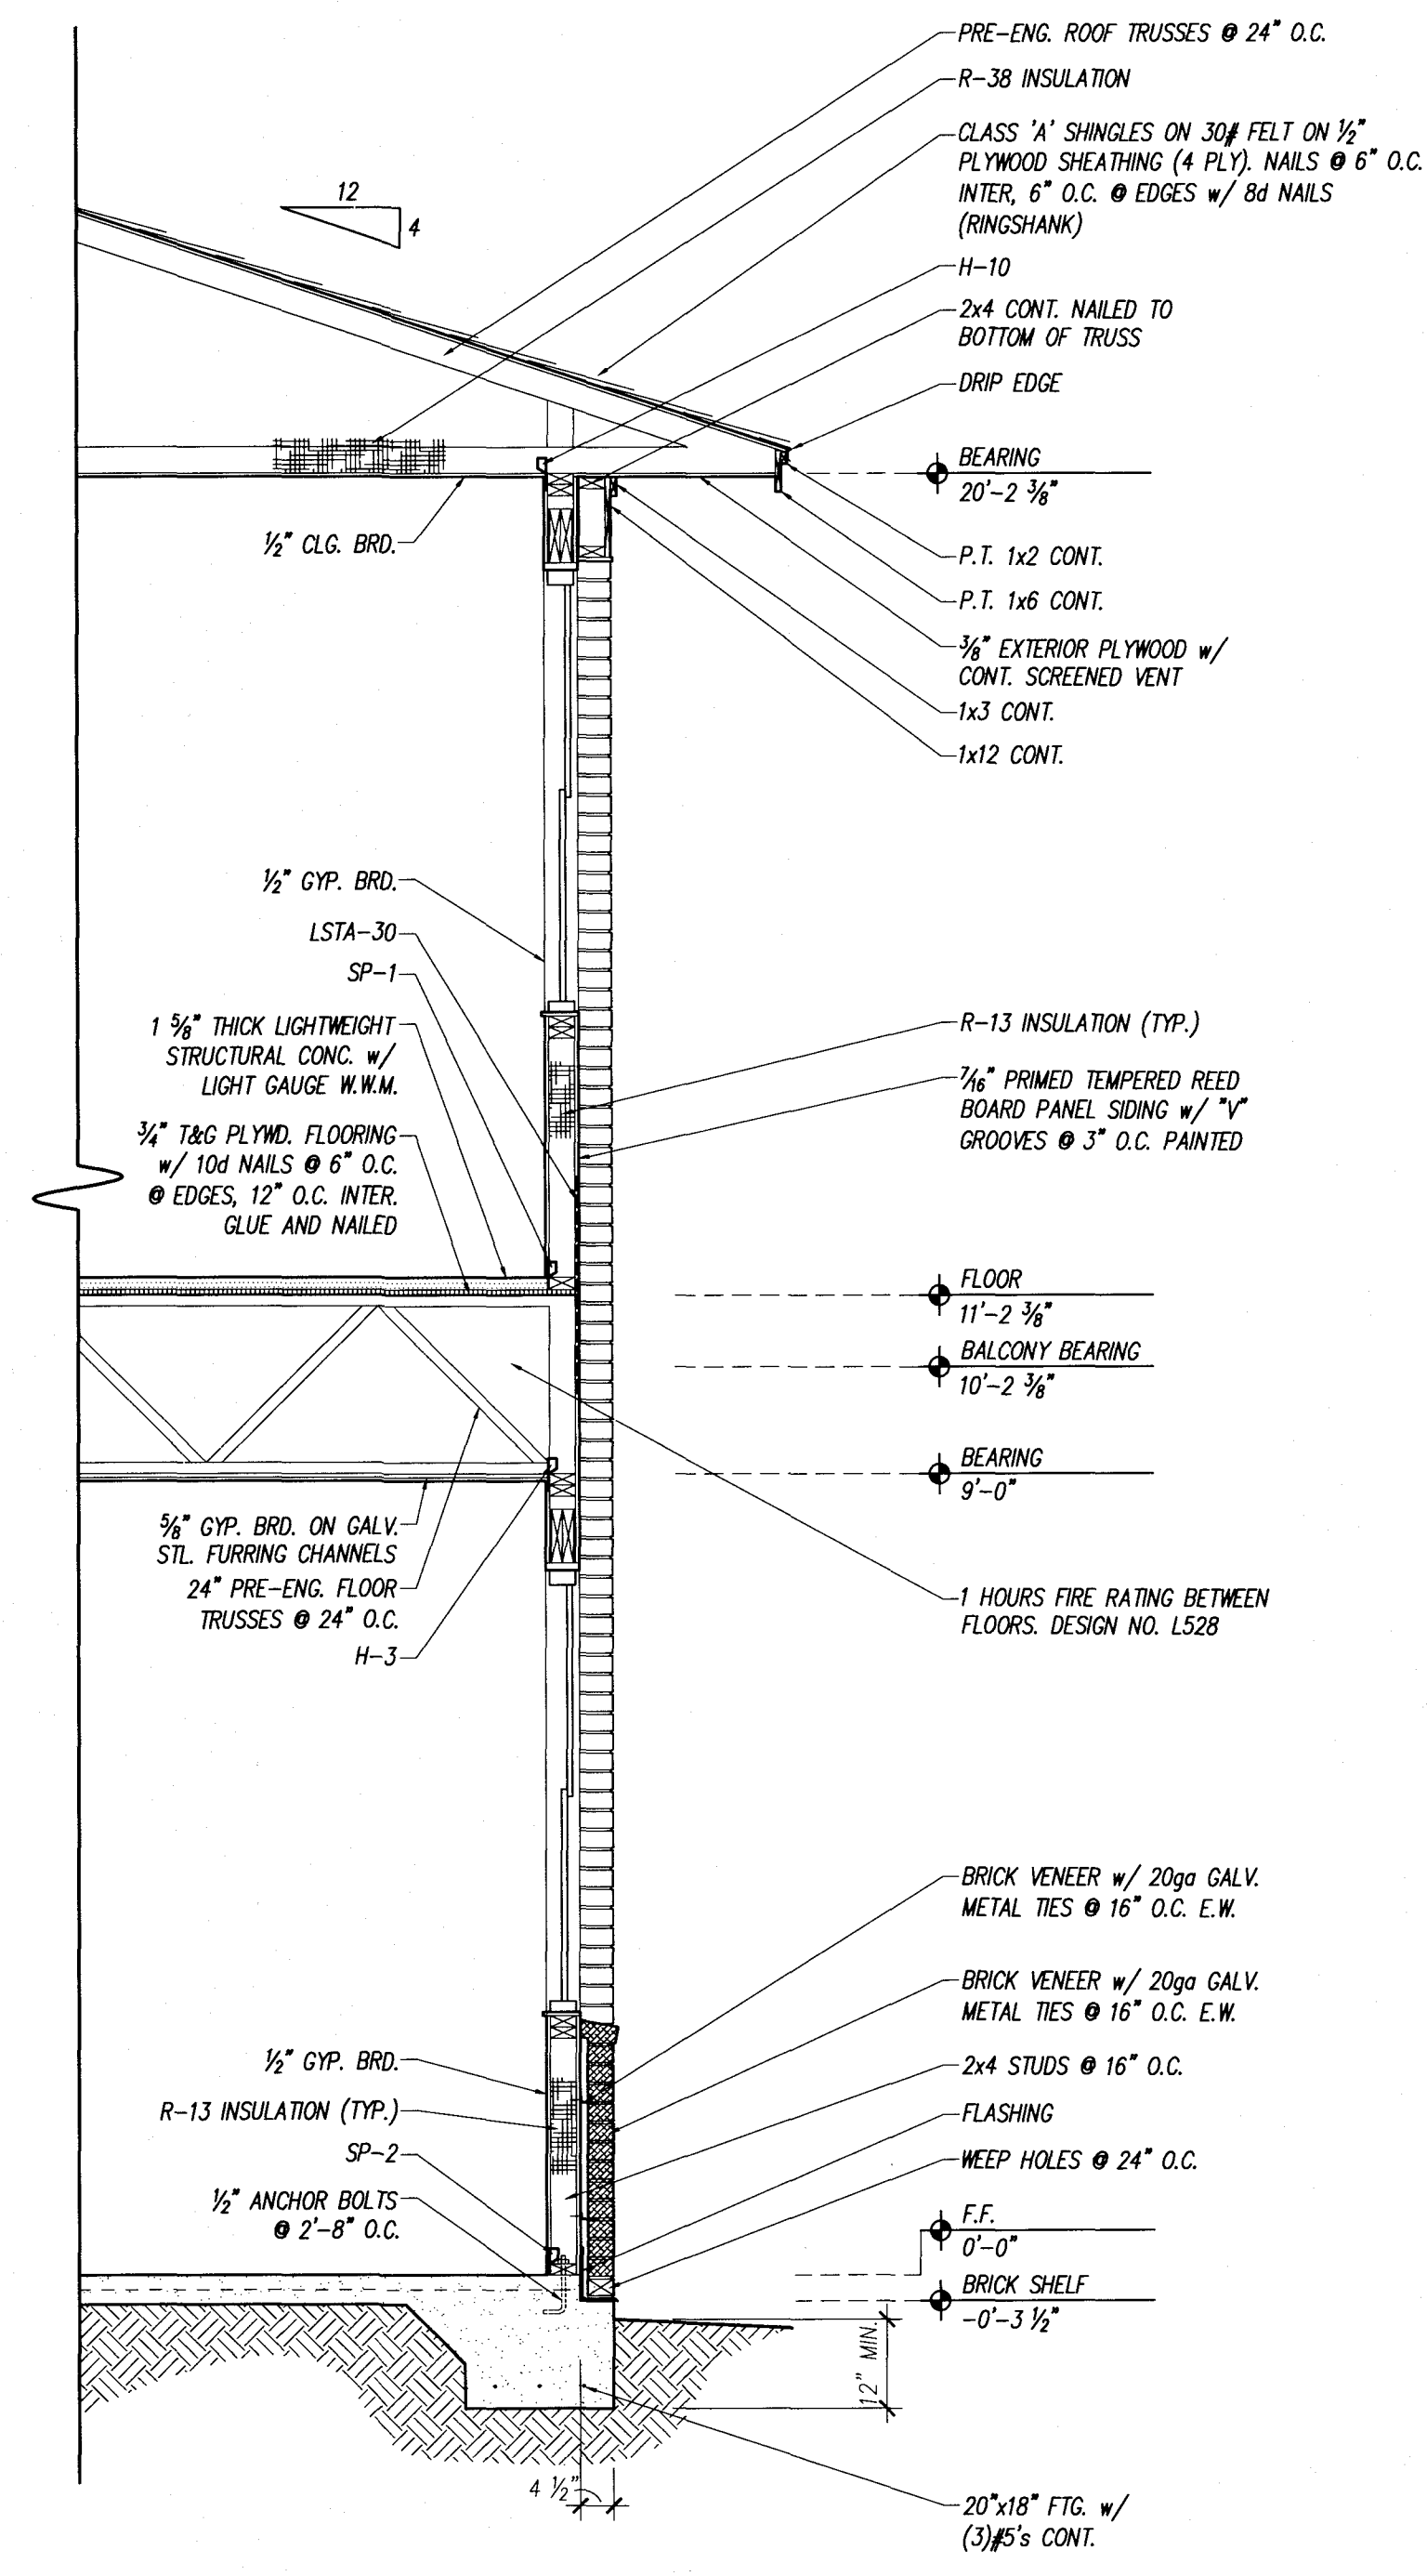 PRE-ENG. ROOF TRUSSES @ 24" O.C.
R-38 INSULATION
CLASS 'A' SHINGLES ON 30# FELT ON 1/2"
PLYWOOD SHEATHING (4 PLY). NAILS @ 6" O.C.
INTER, 6" O.C. @ EDGES w/ 8d NAILS
(RINGSHANK)
12
4
H-10
2x4 CONT. NAILED TO
BOTTOM OF TRUSS
DRIP EDGE
BEARING
20'-2 3/8"
1/2" CLG. BRD.
P.T. 1x2 CONT.
P.T. 1x6 CONT.
3/8" EXTERIOR PLYWOOD w/
CONT. SCREENED VENT
1x3 CONT.
1x12 CONT.
1/2" GYP. BRD.
LSTA-30
SP-1
1 5/8" THICK LIGHTWEIGHT
STRUCTURAL CONC. w/
LIGHT GAUGE W.W.M.
3/4" T&G PLYWD. FLOORING
w/ 10d NAILS @ 6" O.C.
@ EDGES, 12" O.C. INTER.
GLUE AND NAILED
R-13 INSULATION (TYP.)
7/16" PRIMED TEMPERED REED
BOARD PANEL SIDING w/ "V"
GROOVES @ 3" O.C. PAINTED
FLOOR
11'-2 3/8"
BALCONY BEARING
10'-2 3/8"
BEARING
9'-0"
5/8" GYP. BRD. ON GALV.
STL. FURRING CHANNELS
24" PRE-ENG. FLOOR
TRUSSES @ 24" O.C.
H-3
1 HOURS FIRE RATING BETWEEN
FLOORS. DESIGN NO. L528
BRICK VENEER w/ 20ga GALV.
METAL TIES @ 16" O.C. E.W.
BRICK VENEER w/ 20ga GALV.
METAL TIES @ 16" O.C. E.W.
2x4 STUDS @ 16" O.C.
FLASHING
WEEP HOLES @ 24" O.C.
1/2" GYP. BRD.
R-13 INSULATION (TYP.)
SP-2
1/2" ANCHOR BOLTS
@ 2'-8" O.C.
F.F.
0'-0"
BRICK SHELF
-0'-3 1/2"
12" MIN.
4 1/2"
20"x18" FTG. w/
(3)#5's CONT.